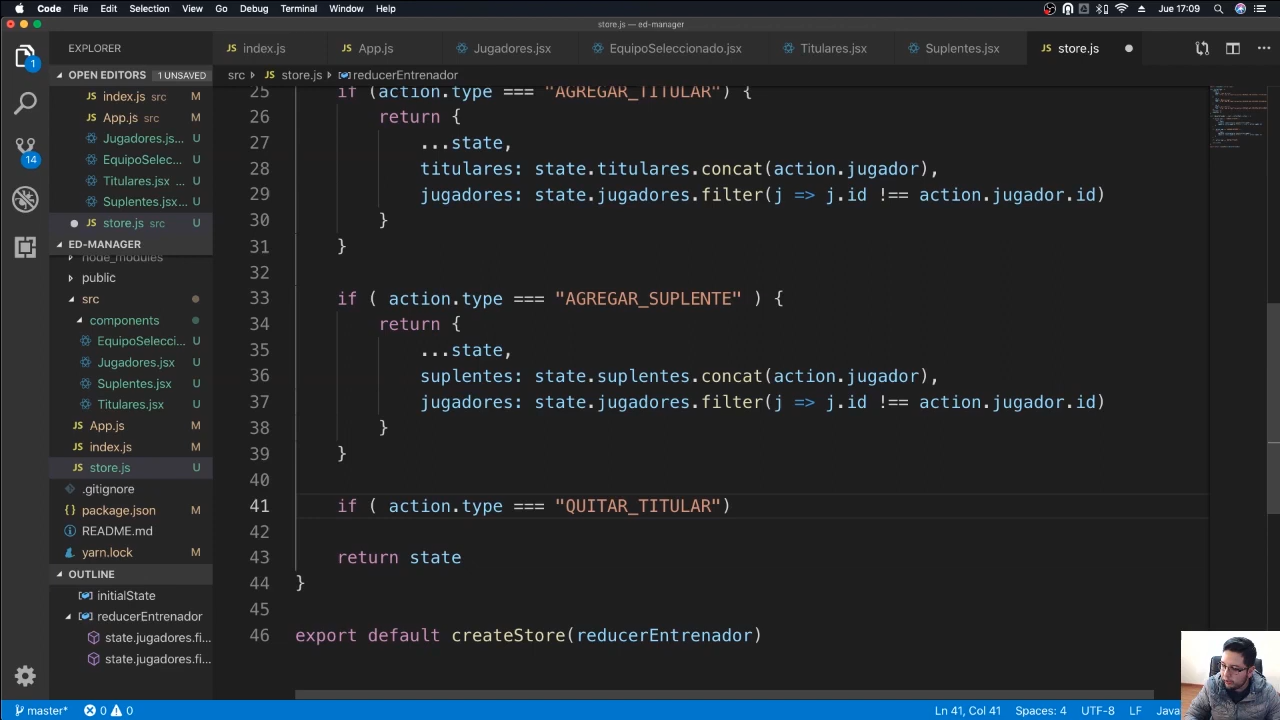 Code File Edit Selection View Go Debug Terminal Window Help Jue 17:09
store.js — ed-manager
EXPLORER
index.js App.js Jugadores.jsx EquipoSeleccionado.jsx Titulares.jsx Suplentes.jsx store.js
OPEN EDITORS 1 UNSAVED
src store.js reducerEntrenador
index.js src M
App.js src M
Jugadores.js... U
EquipoSelec... U
Titulares.jsx ... U
Suplentes.jsx... U
store.js src U
ED-MANAGER
node_modules
public
src
components
EquipoSelecci... U
Jugadores.jsx U
Suplentes.jsx U
Titulares.jsx U
App.js M
index.js M
store.js U
.gitignore
package.json M
README.md
yarn.lock M
OUTLINE
initialState
reducerEntrenador
state.jugadores.fi...
state.jugadores.fi...
1
14
25 if (action.type === "AGREGAR_TITULAR") {
26 return {
27 ...state,
28 titulares: state.titulares.concat(action.jugador),
29 jugadores: state.jugadores.filter(j => j.id !== action.jugador.id)
30 }
31 }
32
33 if ( action.type === "AGREGAR_SUPLENTE" ) {
34 return {
35 ...state,
36 suplentes: state.suplentes.concat(action.jugador),
37 jugadores: state.jugadores.filter(j => j.id !== action.jugador.id)
38 }
39 }
40
41 if ( action.type === "QUITAR_TITULAR")
42
43 return state
44 }
45
46 export default createStore(reducerEntrenador)
master* 0 0 Ln 41, Col 41 Spaces: 4 UTF-8 LF Java